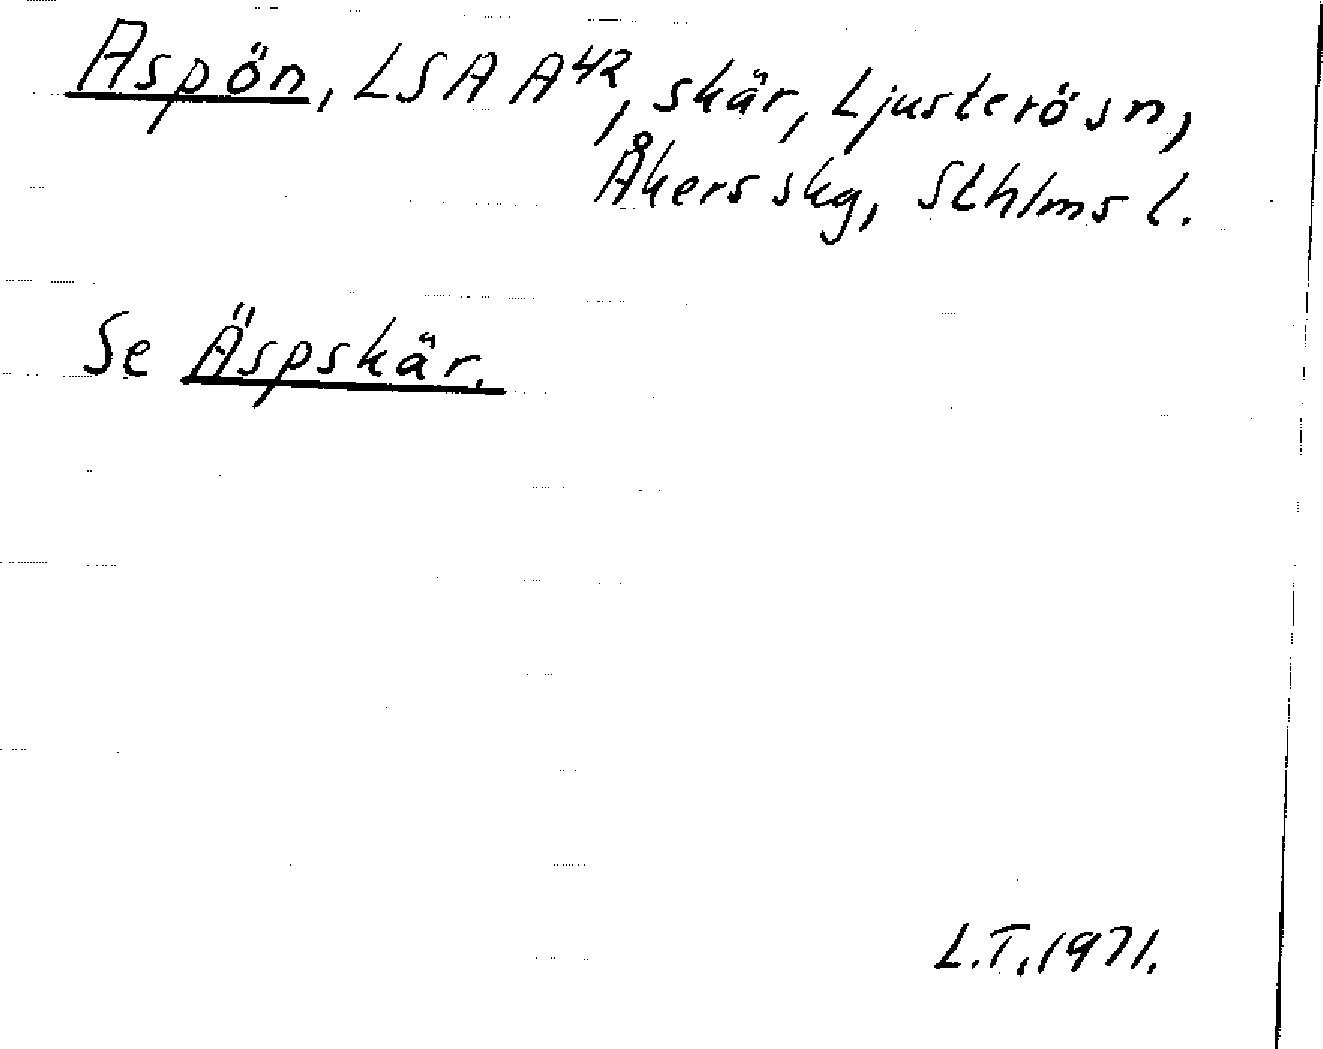 Aspön, LSA A⁴², skär, Ljusterö sn,
Åkers skg, Sthlms l.
Se Äspskär.
L.T. 1971.